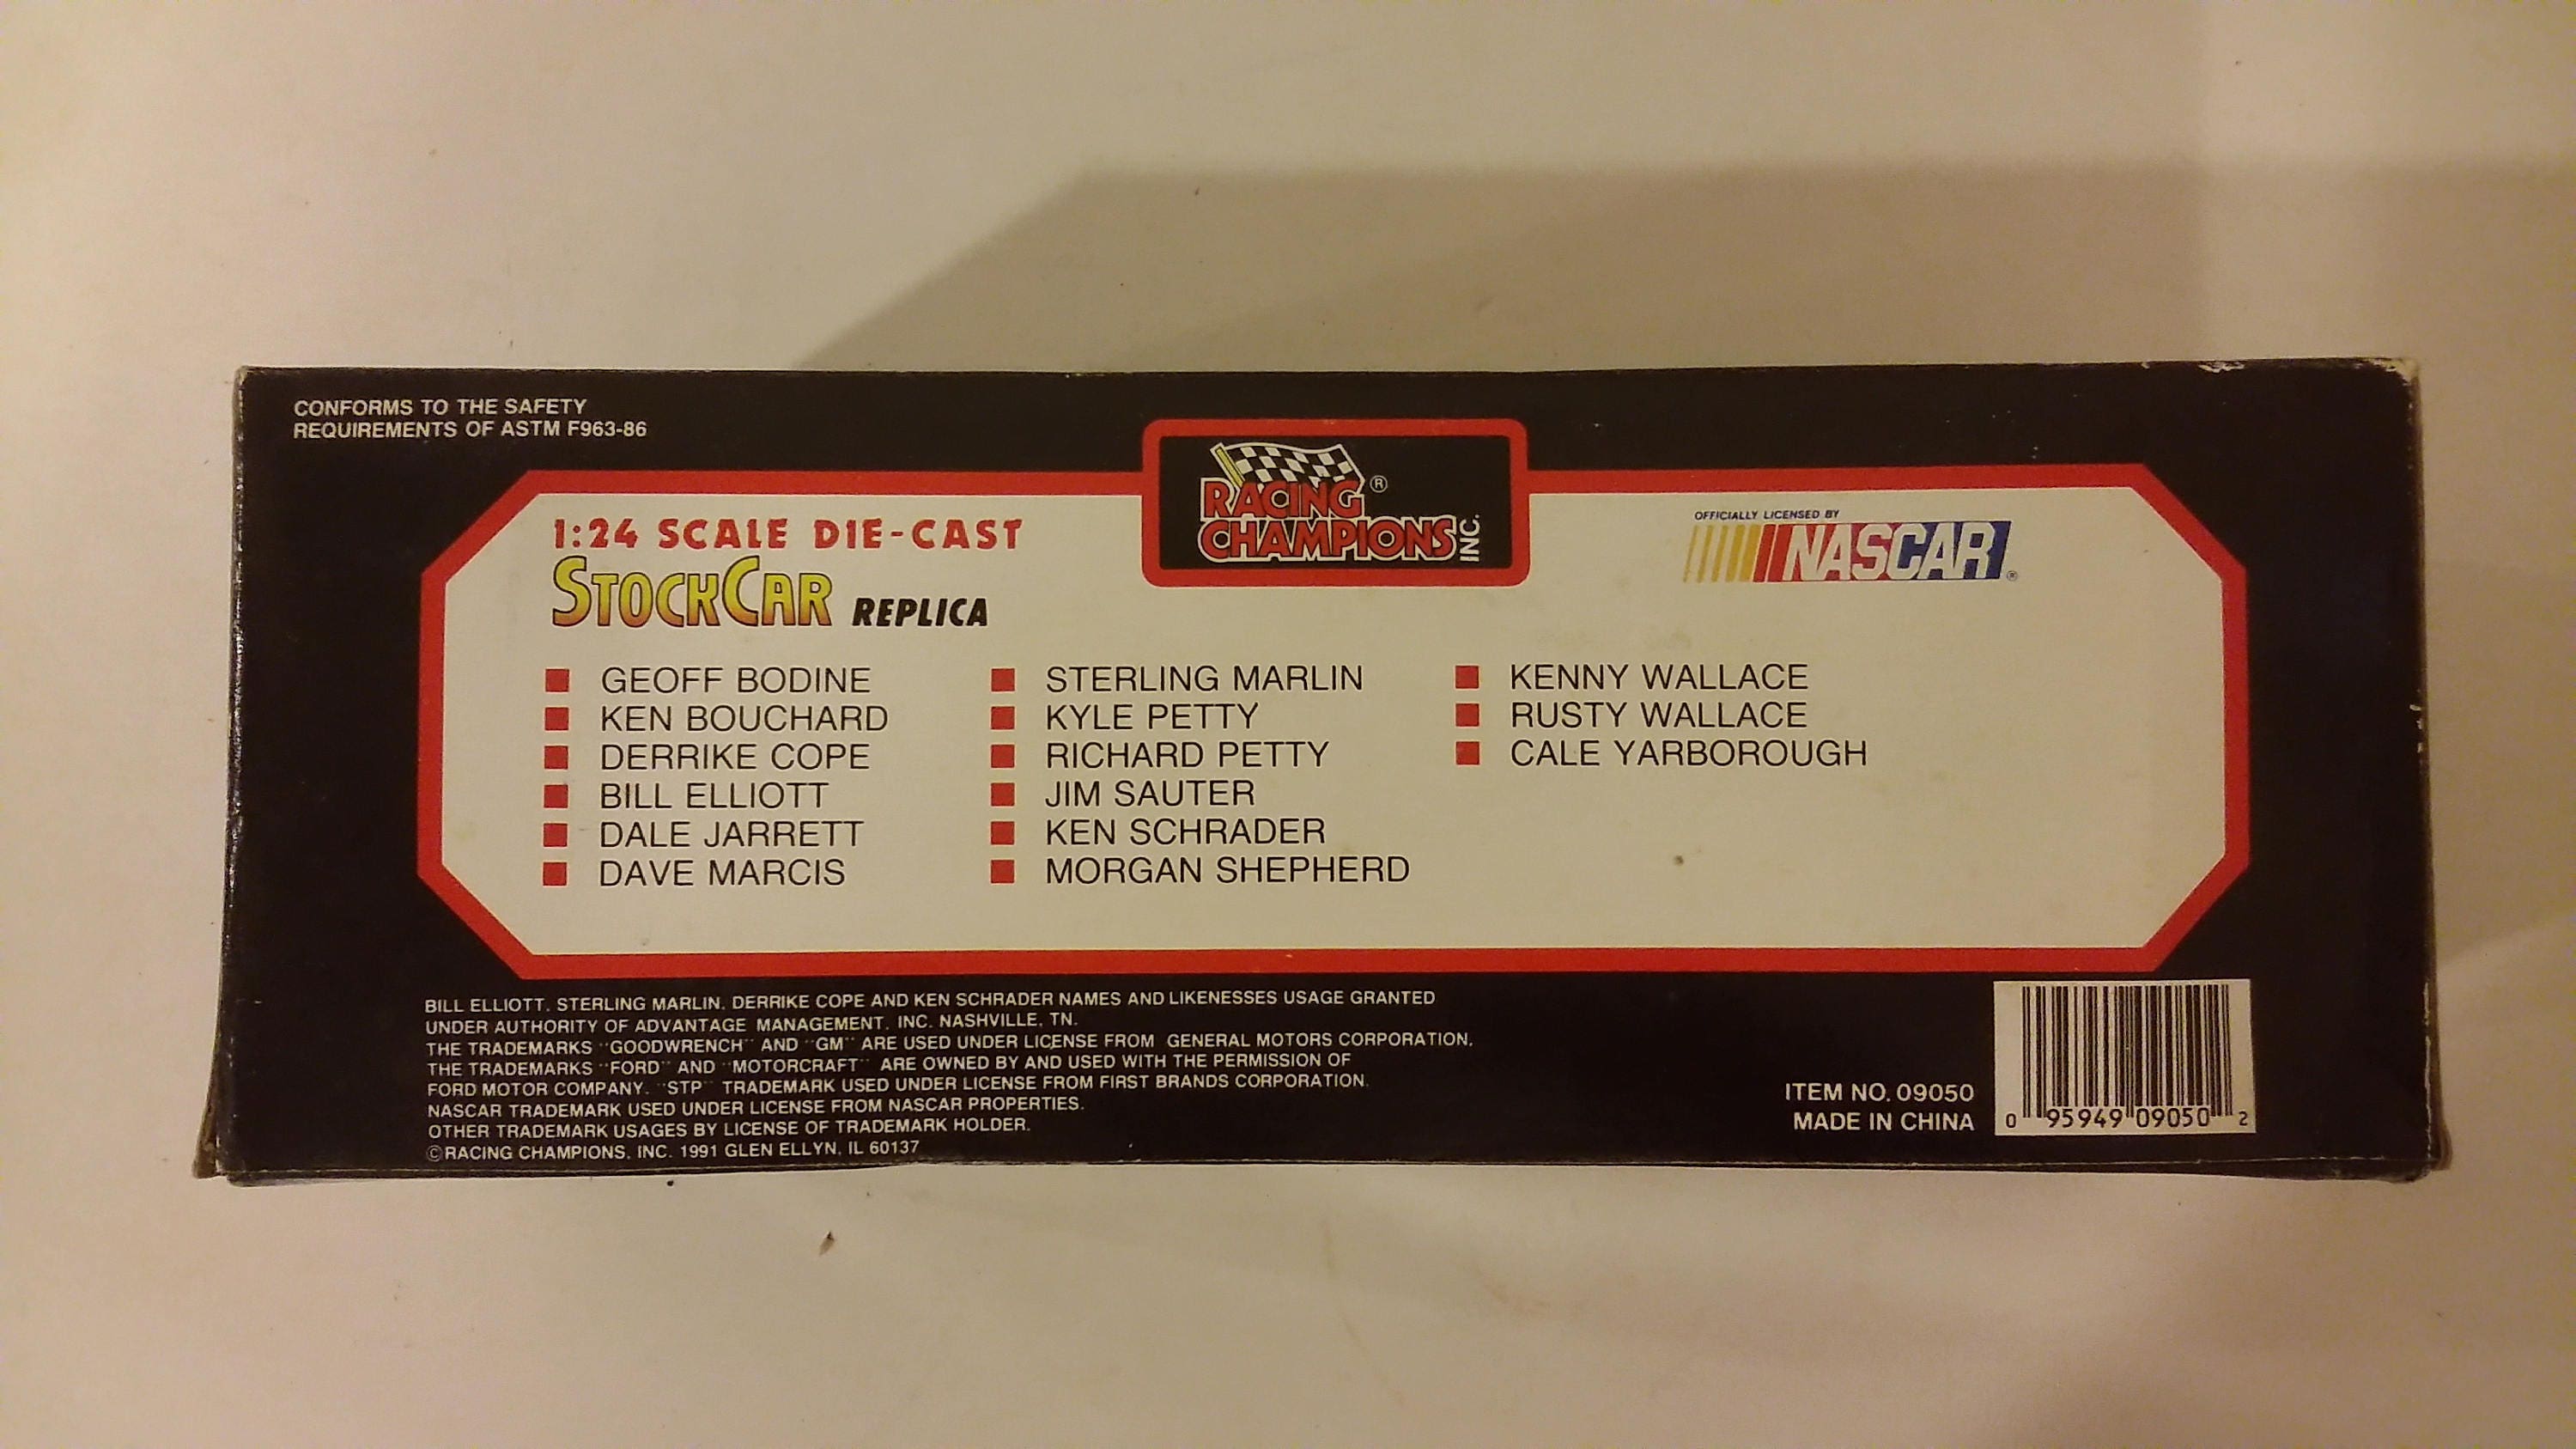 CONFORMS TO THE SAFETY
REQUIREMENTS OF ASTM F963-86
RACING ®
CHAMPIONS INC.
1:24 SCALE DIE-CAST
STOCKCAR REPLICA
OFFICIALLY LICENSED BY
NASCAR®
GEOFF BODINE
KEN BOUCHARD
DERRIKE COPE
BILL ELLIOTT
DALE JARRETT
DAVE MARCIS
STERLING MARLIN
KYLE PETTY
RICHARD PETTY
JIM SAUTER
KEN SCHRADER
MORGAN SHEPHERD
KENNY WALLACE
RUSTY WALLACE
CALE YARBOROUGH
BILL ELLIOTT, STERLING MARLIN, DERRIKE COPE AND KEN SCHRADER NAMES AND LIKENESSES USAGE GRANTED
UNDER AUTHORITY OF ADVANTAGE MANAGEMENT, INC. NASHVILLE, TN.
THE TRADEMARKS "GOODWRENCH" AND "GM" ARE USED UNDER LICENSE FROM GENERAL MOTORS CORPORATION,
THE TRADEMARKS "FORD" AND "MOTORCRAFT" ARE OWNED BY AND USED WITH THE PERMISSION OF
FORD MOTOR COMPANY. "STP" TRADEMARK USED UNDER LICENSE FROM FIRST BRANDS CORPORATION.
NASCAR TRADEMARK USED UNDER LICENSE FROM NASCAR PROPERTIES.
OTHER TRADEMARK USAGES BY LICENSE OF TRADEMARK HOLDER.
©RACING CHAMPIONS, INC. 1991 GLEN ELLYN, IL 60137
ITEM NO. 09050
MADE IN CHINA
0 95949 09050 2